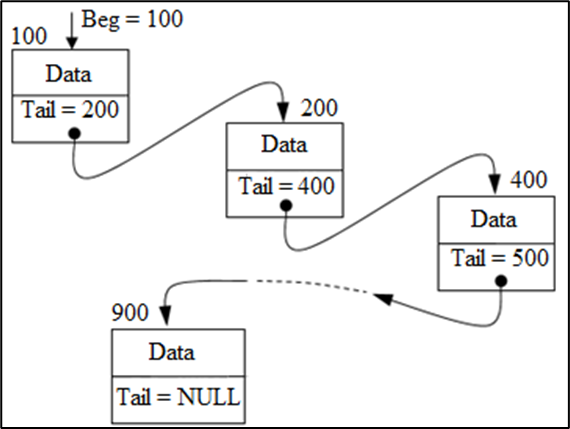 Beg = 100
100
Data
Tail = 200
200
Data
Tail = 400
400
Data
Tail = 500
900
Data
Tail = NULL